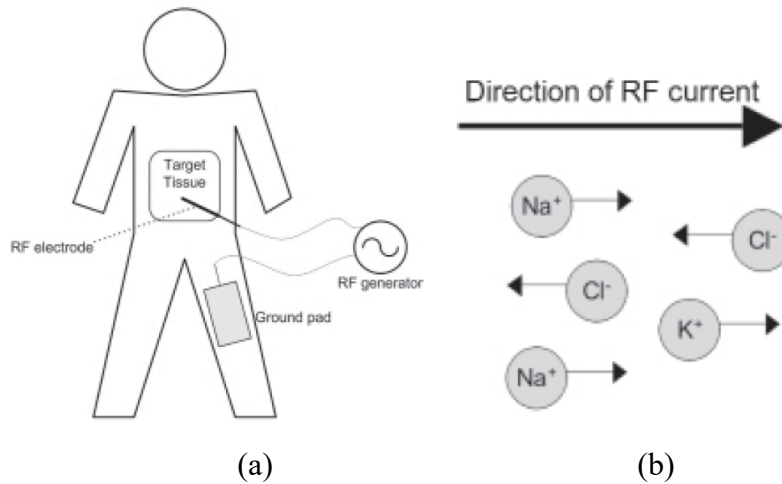 Target
Tissue
RF electrode
RF generator
Ground pad
(a)
Direction of RF current
Na⁺
Cl⁻
Cl⁻
K⁺
Na⁺
(b)